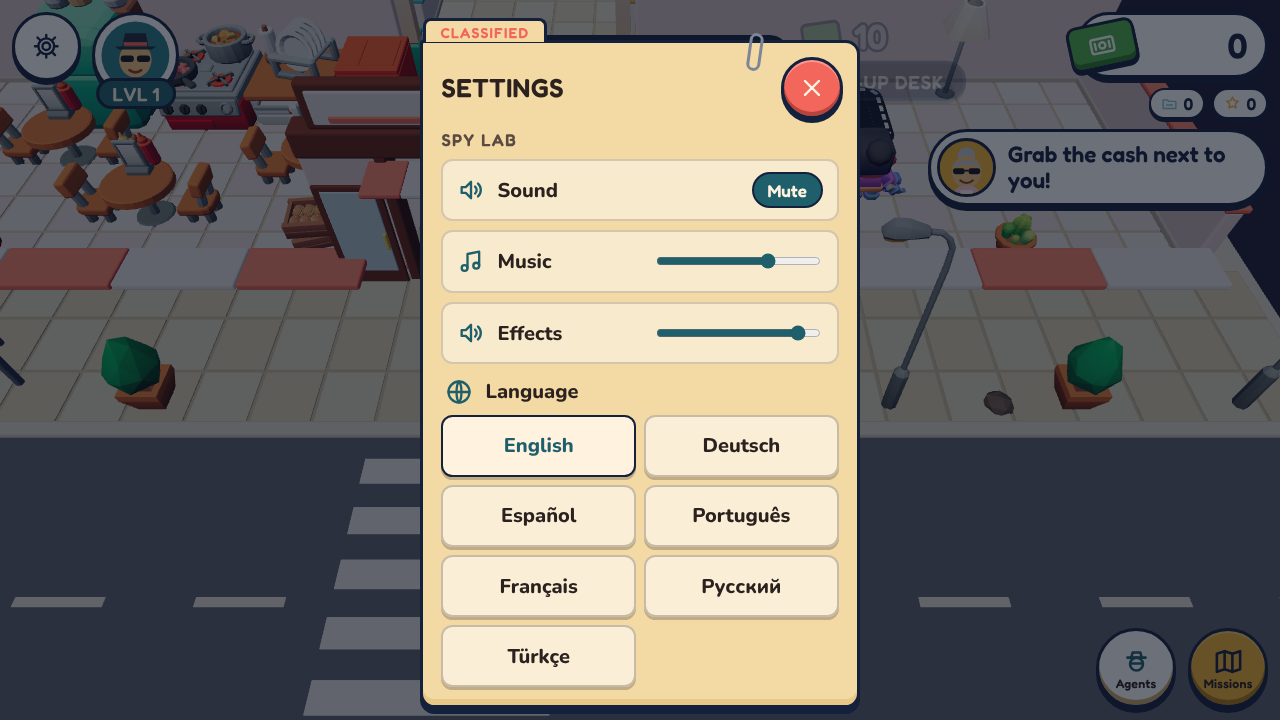 CLASSIFIED
SETTINGS
SPY LAB
Sound
Mute
Music
Effects
Language
English
Deutsch
Español
Português
Français
Русский
Türkçe
LVL 1
10
UP DESK
0
0
0
Grab the cash next to
you!
Agents
Missions